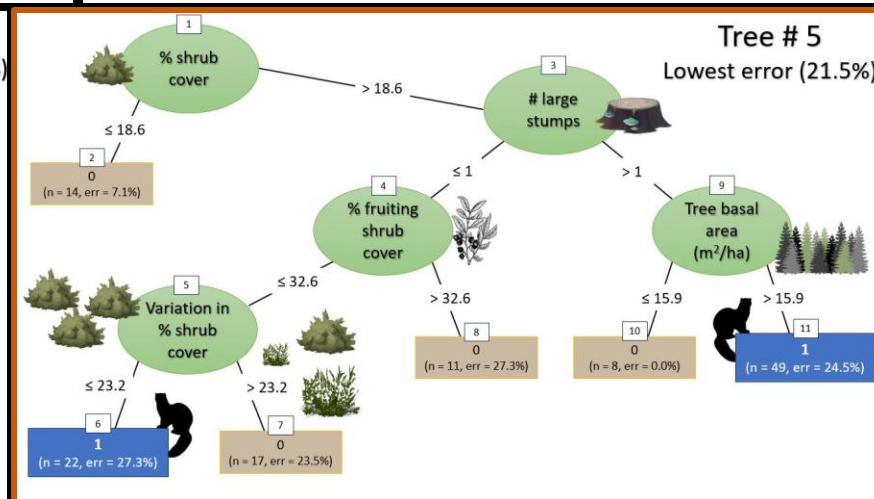 )
Tree # 5
Lowest error (21.5%)
1
% shrub
cover
> 18.6
3
# large
stumps
≤ 18.6
2
0
(n = 14, err = 7.1%)
≤ 1
> 1
4
% fruiting
shrub
cover
9
Tree basal
area
(m²/ha)
≤ 32.6
> 32.6
≤ 15.9
> 15.9
5
Variation in
% shrub
cover
8
0
(n = 11, err = 27.3%)
10
0
(n = 8, err = 0.0%)
11
1
(n = 49, err = 24.5%)
≤ 23.2
> 23.2
6
1
(n = 22, err = 27.3%)
7
0
(n = 17, err = 23.5%)